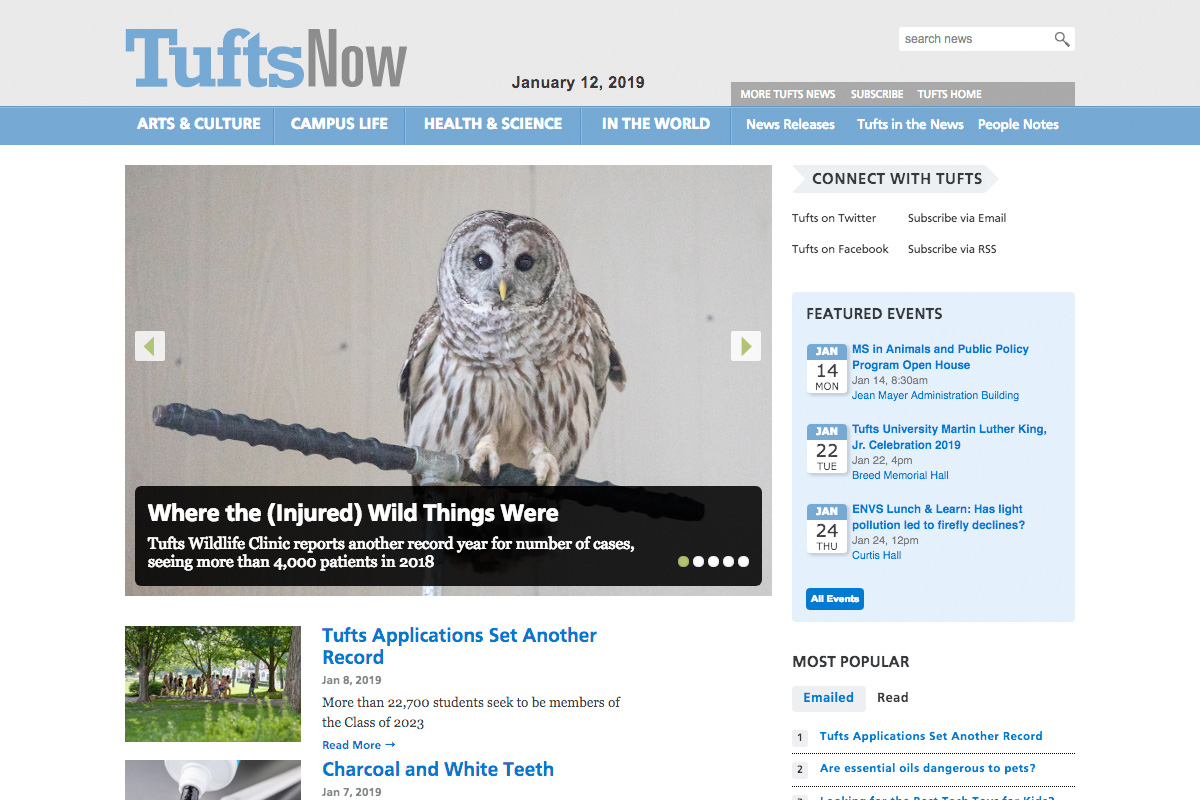 TuftsNow
January 12, 2019
search news
MORE TUFTS NEWS SUBSCRIBE TUFTS HOME
ARTS & CULTURE CAMPUS LIFE HEALTH & SCIENCE IN THE WORLD News Releases Tufts in the News People Notes
Where the (Injured) Wild Things Were
Tufts Wildlife Clinic reports another record year for number of cases,
seeing more than 4,000 patients in 2018
Tufts Applications Set Another
Record
Jan 8, 2019
More than 22,700 students seek to be members of
the Class of 2023
Read More →
Charcoal and White Teeth
Jan 7, 2019
CONNECT WITH TUFTS
Tufts on Twitter Subscribe via Email
Tufts on Facebook Subscribe via RSS
FEATURED EVENTS
JAN
14
MON
MS in Animals and Public Policy
Program Open House
Jan 14, 8:30am
Jean Mayer Administration Building
JAN
22
TUE
Tufts University Martin Luther King,
Jr. Celebration 2019
Jan 22, 4pm
Breed Memorial Hall
JAN
24
THU
ENVS Lunch & Learn: Has light
pollution led to firefly declines?
Jan 24, 12pm
Curtis Hall
All Events
MOST POPULAR
Emailed Read
1 Tufts Applications Set Another Record
2 Are essential oils dangerous to pets?